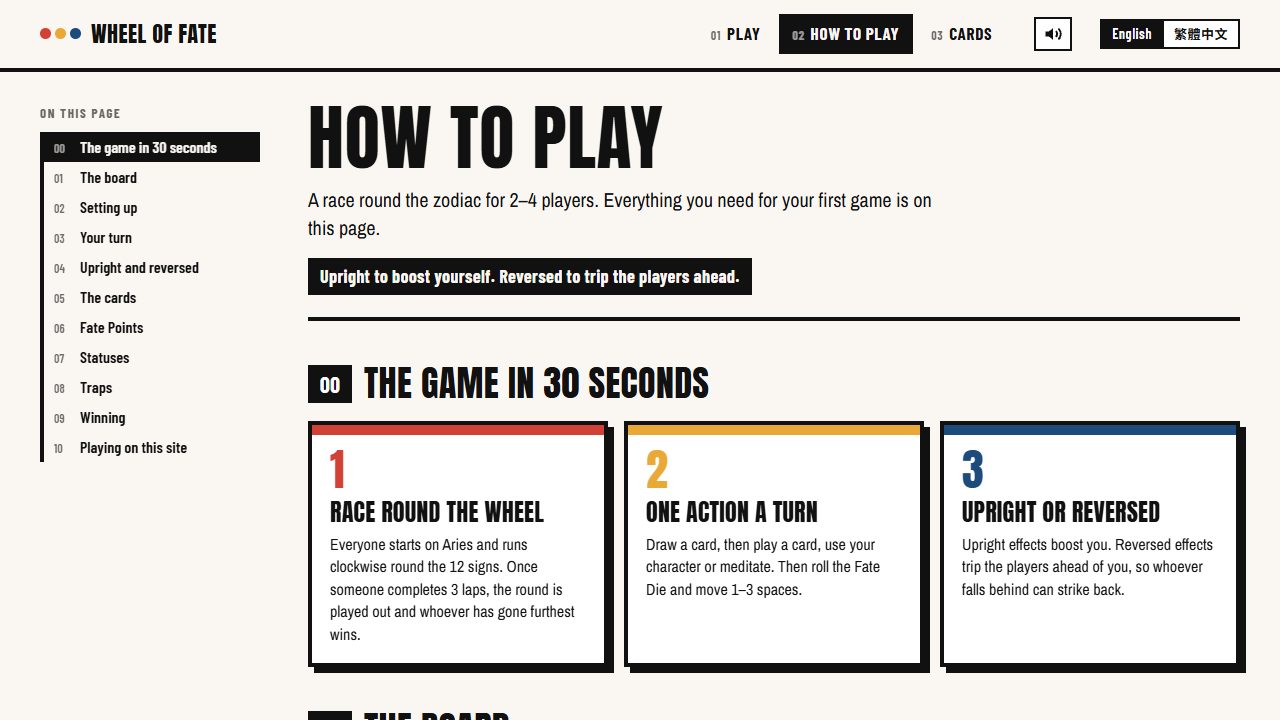 WHEEL OF FATE
01 PLAY
02 HOW TO PLAY
03 CARDS
English
繁體中文
ON THIS PAGE
00 The game in 30 seconds
01 The board
02 Setting up
03 Your turn
04 Upright and reversed
05 The cards
06 Fate Points
07 Statuses
08 Traps
09 Winning
10 Playing on this site
HOW TO PLAY
A race round the zodiac for 2–4 players. Everything you need for your first game is on
this page.
Upright to boost yourself. Reversed to trip the players ahead.
00 THE GAME IN 30 SECONDS
1
RACE ROUND THE WHEEL
Everyone starts on Aries and runs
clockwise round the 12 signs. Once
someone completes 3 laps, the round is
played out and whoever has gone furthest
wins.
2
ONE ACTION A TURN
Draw a card, then play a card, use your
character or meditate. Then roll the Fate
Die and move 1–3 spaces.
3
UPRIGHT OR REVERSED
Upright effects boost you. Reversed effects
trip the players ahead of you, so whoever
falls behind can strike back.
THE BOARD